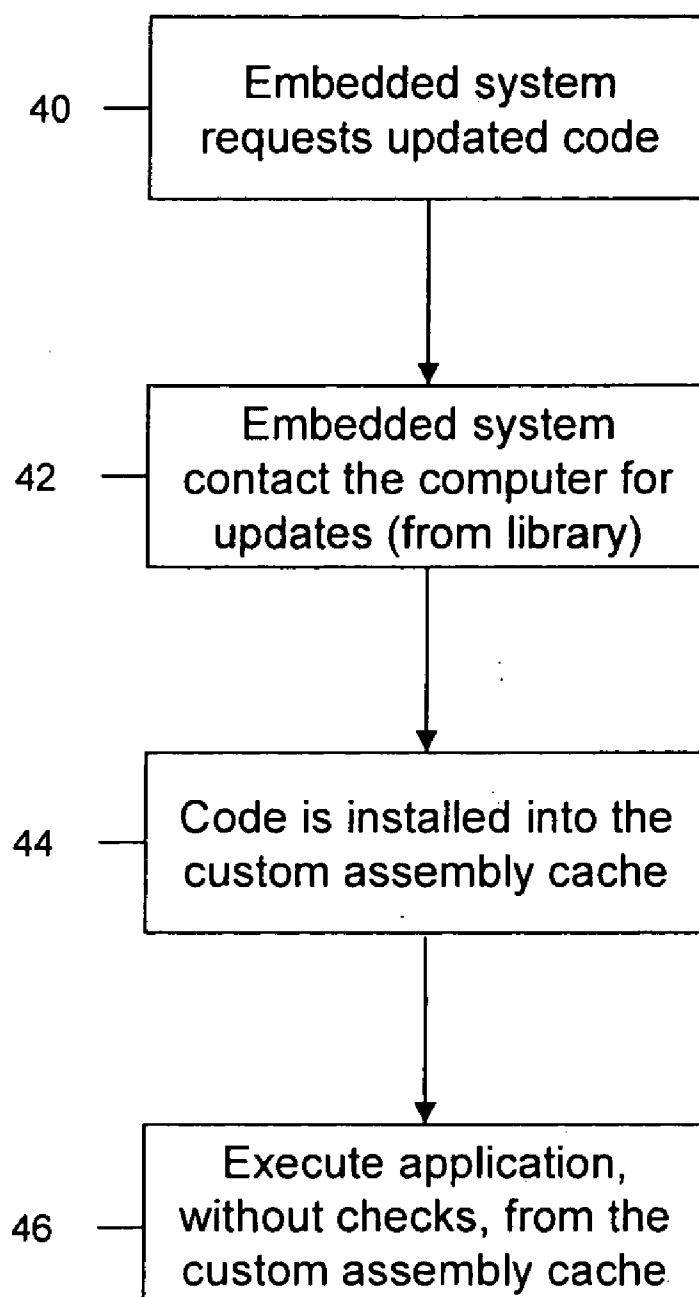 40
Embedded system
requests updated code
42
Embedded system
contact the computer for
updates (from library)
44
Code is installed into the
custom assembly cache
46
Execute application,
without checks, from the
custom assembly cache